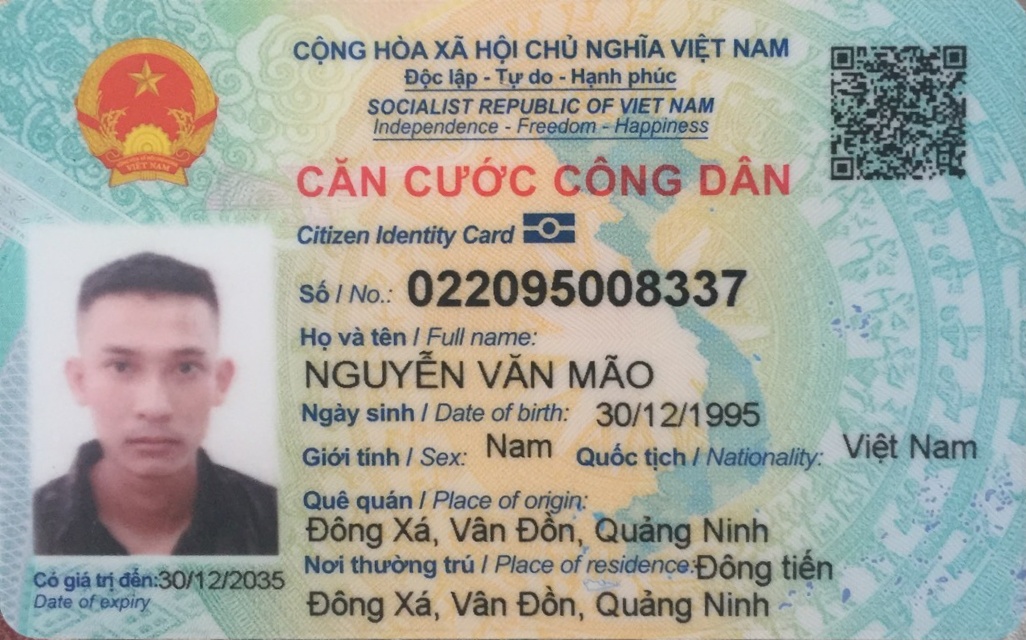 CỘNG HÒA XÃ HỘI CHỦ NGHĨA VIỆT NAM
Độc lập - Tự do - Hạnh phúc
SOCIALIST REPUBLIC OF VIET NAM
Independence - Freedom - Happiness
CĂN CƯỚC CÔNG DÂN
Citizen Identity Card
Số / No.: 022095008337
Họ và tên / Full name:
NGUYỄN VĂN MÃO
Ngày sinh / Date of birth: 30/12/1995
Giới tính / Sex: Nam Quốc tịch / Nationality: Việt Nam
Quê quán / Place of origin:
Đông Xá, Vân Đồn, Quảng Ninh
Nơi thường trú / Place of residence: Đông tiến
Đông Xá, Vân Đồn, Quảng Ninh
Có giá trị đến: 30/12/2035
Date of expiry